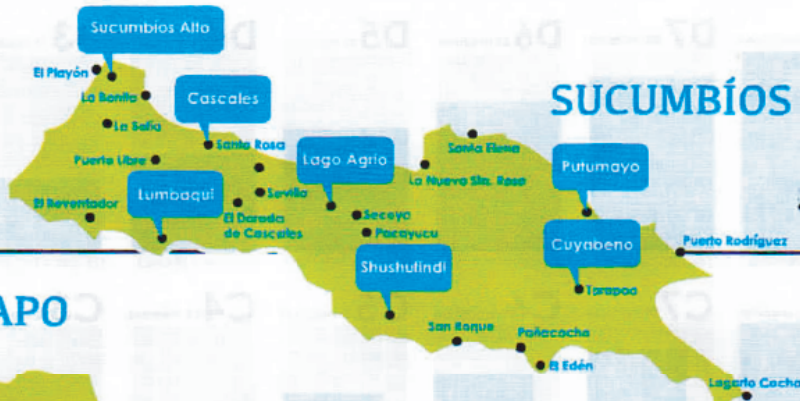 Sucumbíos Alto
El Playón
SUCUMBÍOS
La Bonita
Cascales
La Sofía
Santa Rosa
Santa Elena
Puerto Libre
Lago Agrio
Putumayo
La Nueva Sta. Rosa
Lumbaqui
Sevilla
El Reventador
El Dorado
de Cascales
Secoya
Pacayucu
Cuyabeno
Puerto Rodríguez
Shushufindi
Tarapoa
APO
San Roque
Pañacocha
El Edén
Lagarto Cocha